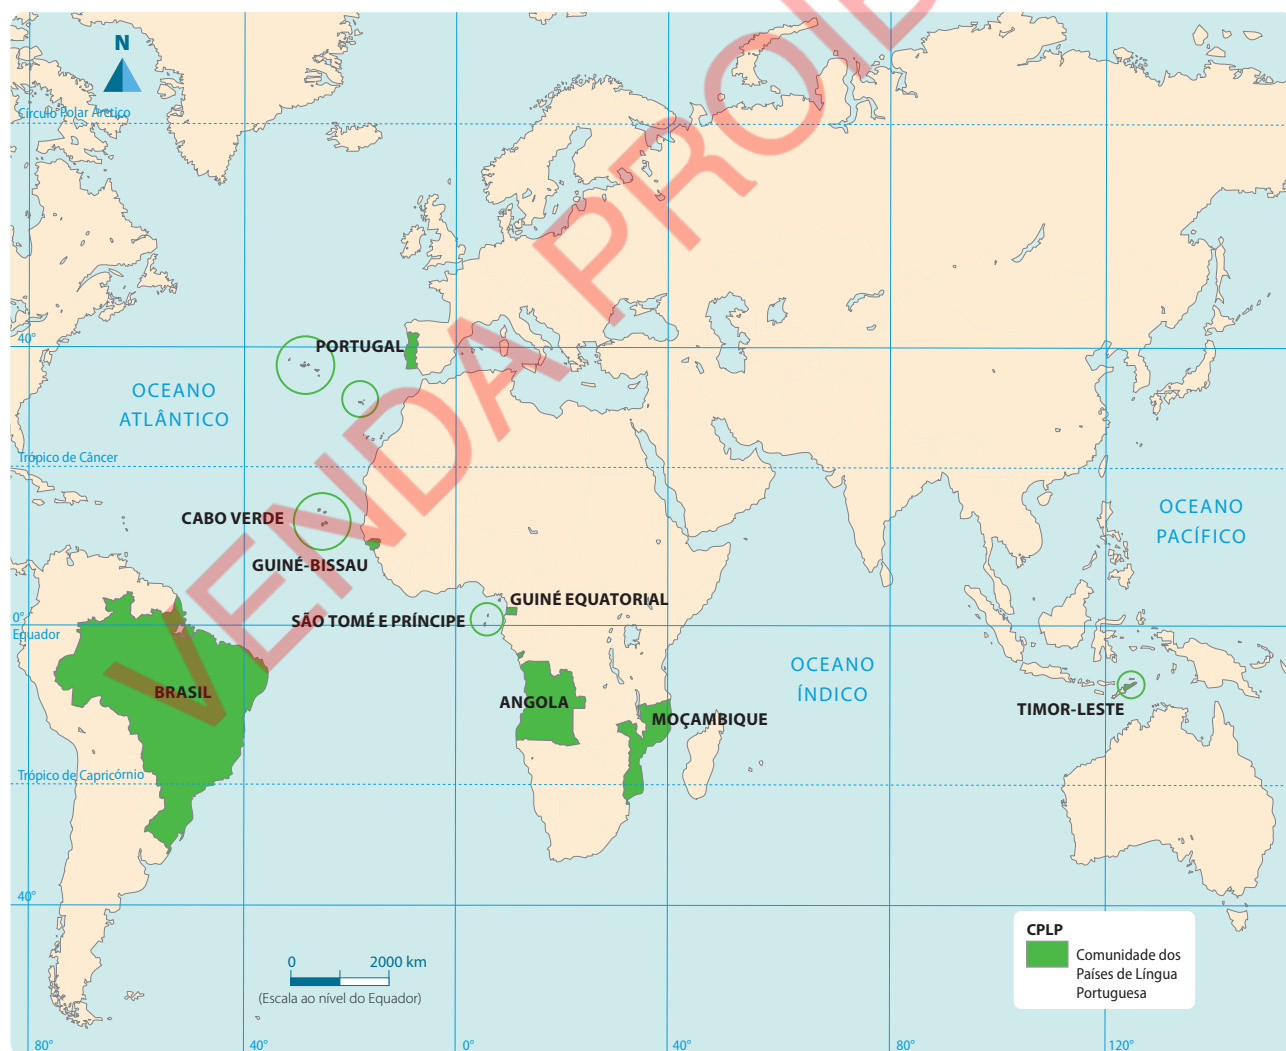 N
Círculo Polar Árctico
40°
PORTUGAL
OCEANO
ATLÂNTICO
Trópico de Câncer
CABO VERDE
OCEANO
PACÍFICO
GUINÉ-BISSAU
GUINÉ EQUATORIAL
0°
Equador
SÃO TOMÉ E PRÍNCIPE
OCEANO
ÍNDICO
BRASIL
ANGOLA
MOÇAMBIQUE
TIMOR-LESTE
Trópico de Capricórnio
40°
CPLP
Comunidade dos
Países de Língua
Portuguesa
0 2000 km
(Escala ao nível do Equador)
80° 40° 0° 40° 80° 120°
VENDA